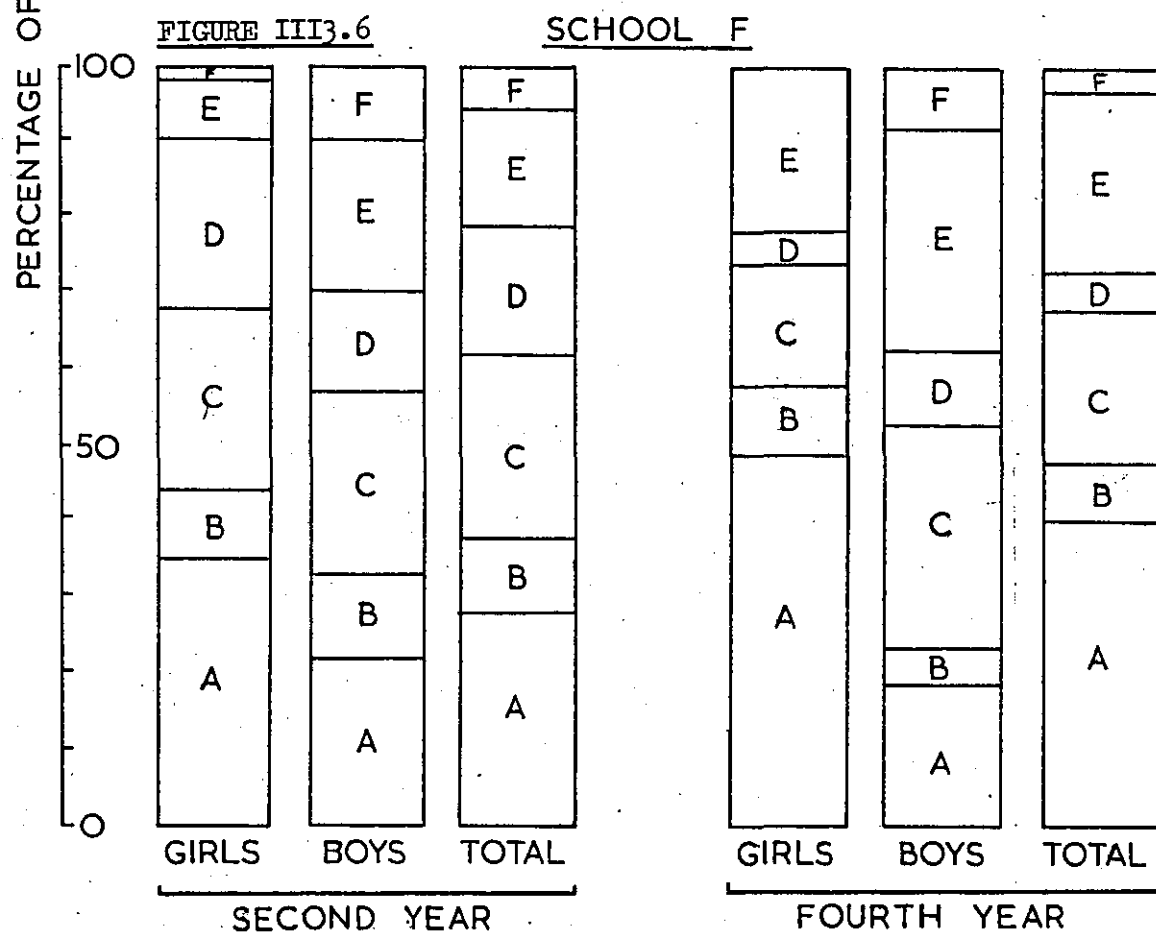 FIGURE III3.6
SCHOOL F
PERCENTAGE OF
100
50
0
F
E
D
C
B
A
F
E
D
C
B
A
F
E
D
C
B
A
E
D
C
B
A
F
E
D
C
B
A
F
E
D
C
B
A
GIRLS BOYS TOTAL GIRLS BOYS TOTAL
SECOND YEAR FOURTH YEAR